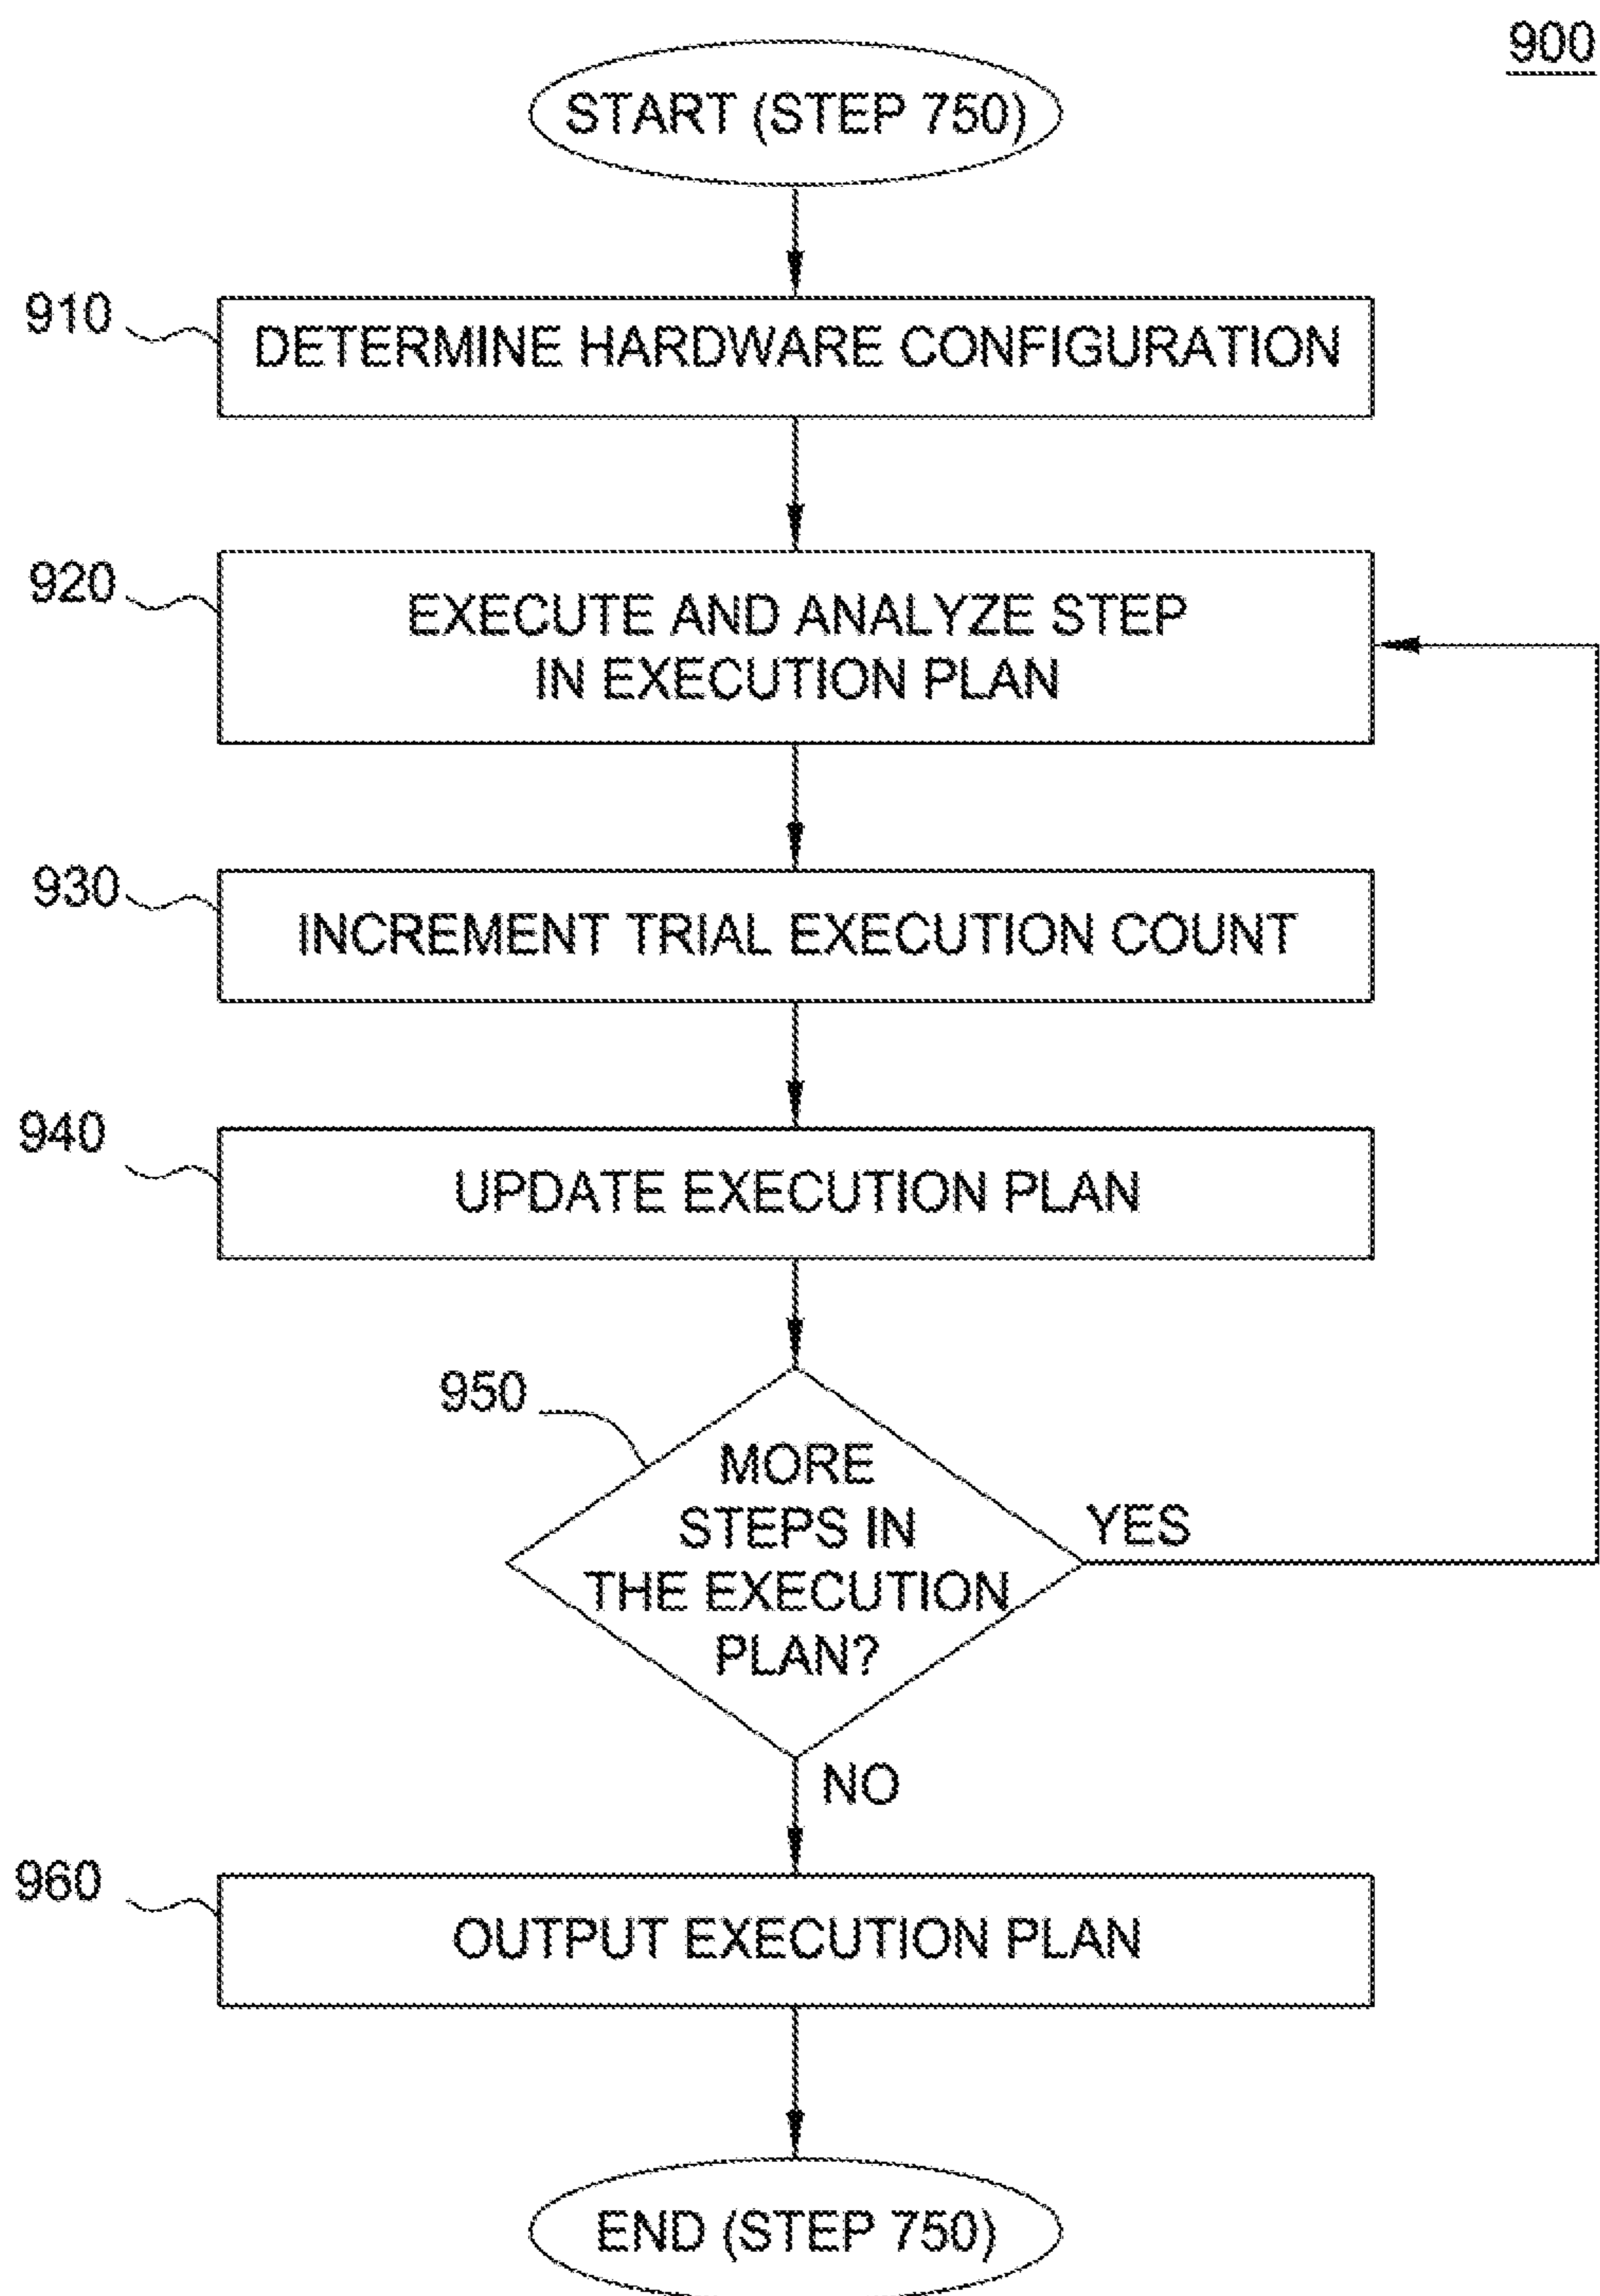 900
START (STEP 750)
910
DETERMINE HARDWARE CONFIGURATION
920
EXECUTE AND ANALYZE STEP
IN EXECUTION PLAN
930
INCREMENT TRIAL EXECUTION COUNT
940
UPDATE EXECUTION PLAN
950
MORE
STEPS IN
THE EXECUTION
PLAN?
YES
NO
960
OUTPUT EXECUTION PLAN
END (STEP 750)